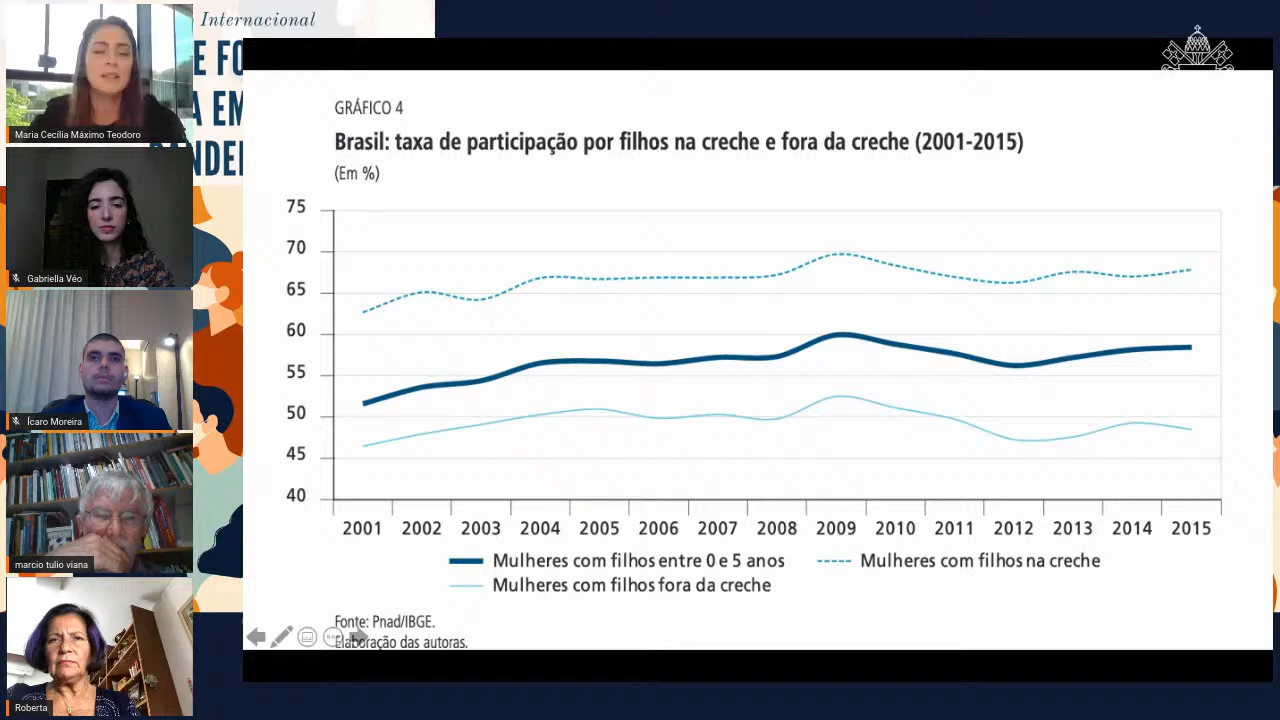 Internacional
E FO
A EM
PANDE
Maria Cecília Máximo Teodoro
Gabriella Véo
Ícaro Moreira
marcio tulio viana
Roberta
GRÁFICO 4
Brasil: taxa de participação por filhos na creche e fora da creche (2001-2015)
(Em %)
75
70
65
60
55
50
45
40
2001 2002 2003 2004 2005 2006 2007 2008 2009 2010 2011 2012 2013 2014 2015
Mulheres com filhos entre 0 e 5 anos Mulheres com filhos na creche
Mulheres com filhos fora da creche
Fonte: Pnad/IBGE.
Elaboração das autoras.